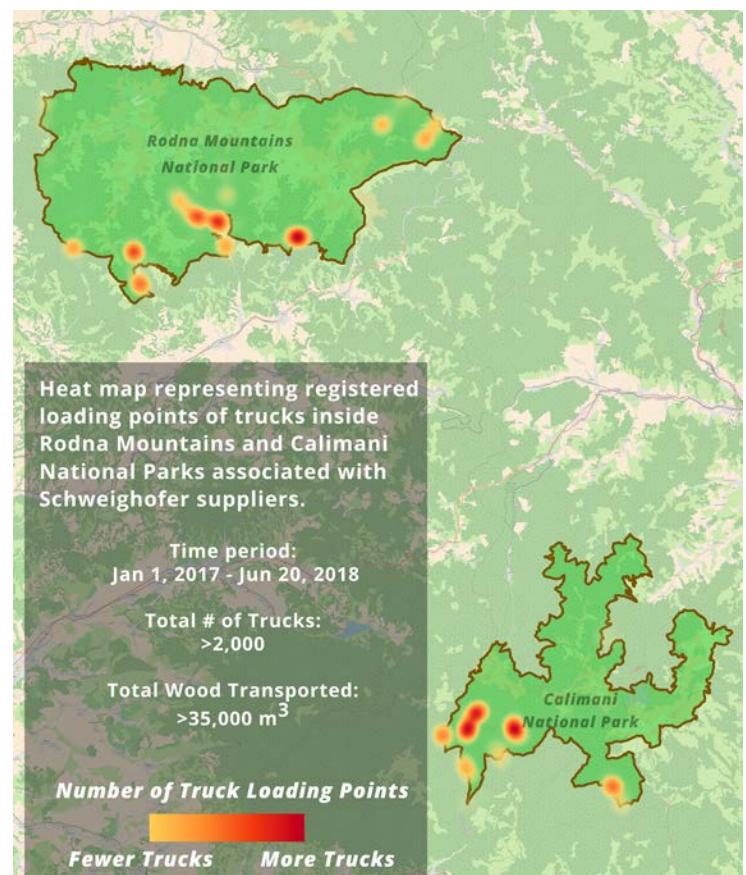 Rodna Mountains
National Park
Heat map representing registered
loading points of trucks inside
Rodna Mountains and Calimani
National Parks associated with
Schweighofer suppliers.
Time period:
Jan 1, 2017 - Jun 20, 2018
Total # of Trucks:
>2,000
Total Wood Transported:
>35,000 m³
Calimani
National Park
Number of Truck Loading Points
Fewer Trucks More Trucks